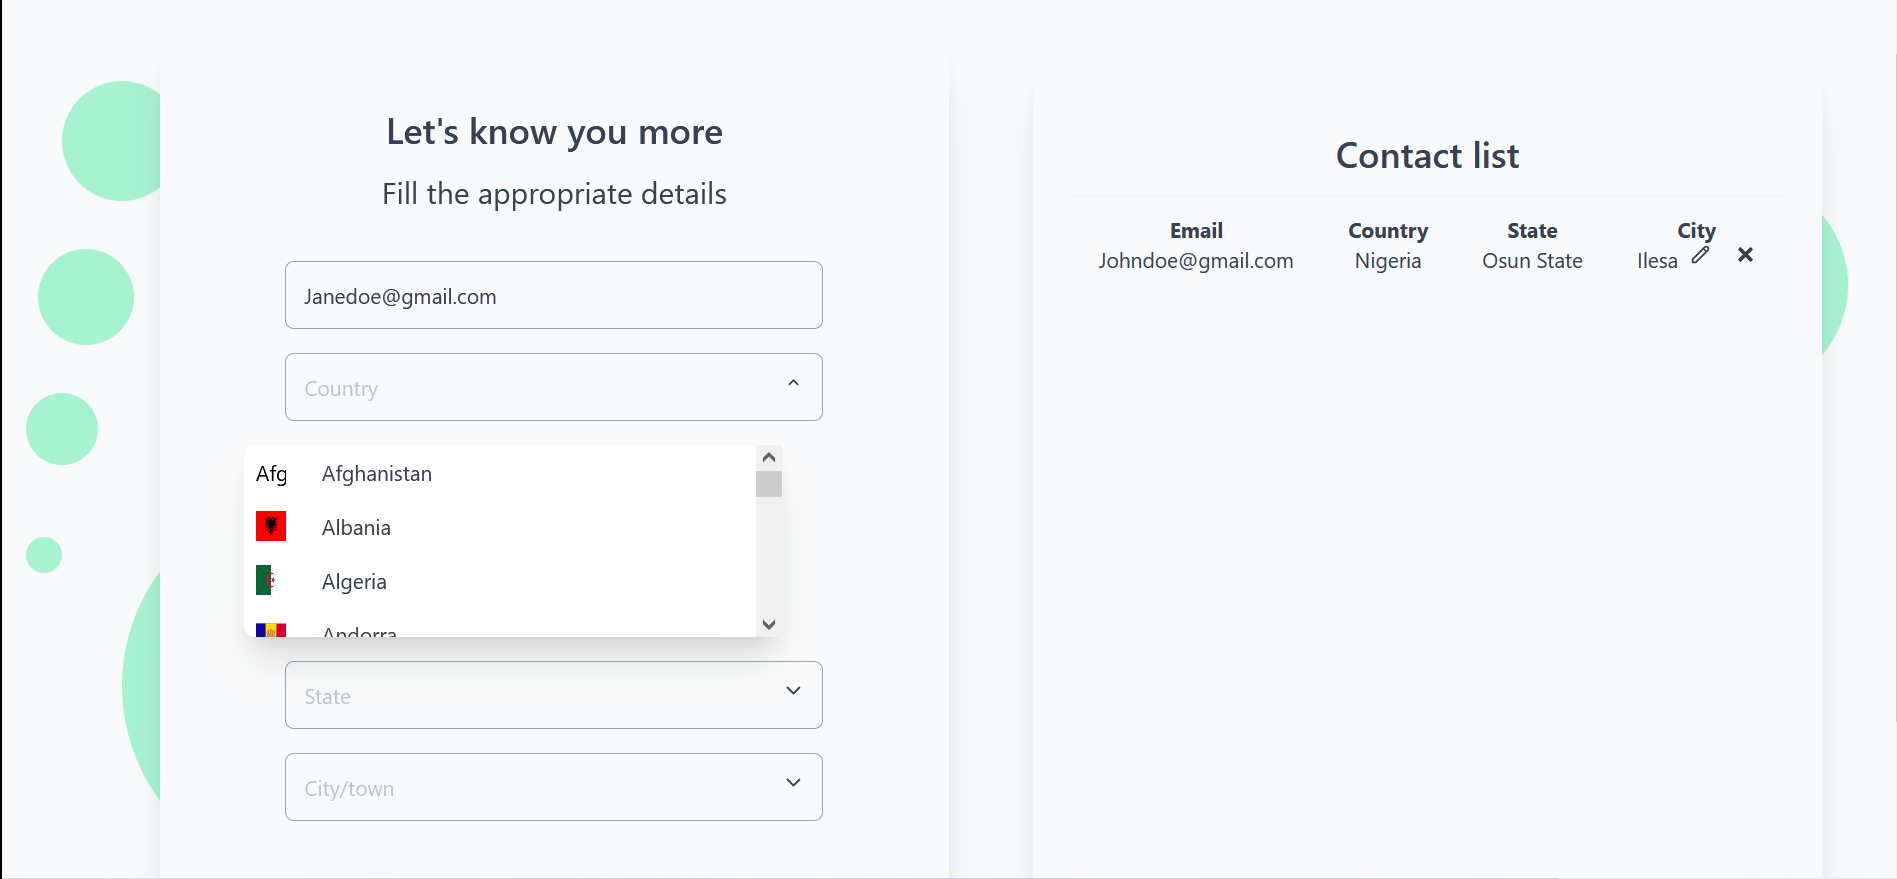 Let's know you more
Fill the appropriate details
Janedoe@gmail.com
Country
Afg Afghanistan
Albania
Algeria
Andorra
State
City/town
Contact list
Email Country State City
Johndoe@gmail.com Nigeria Osun State Ilesa